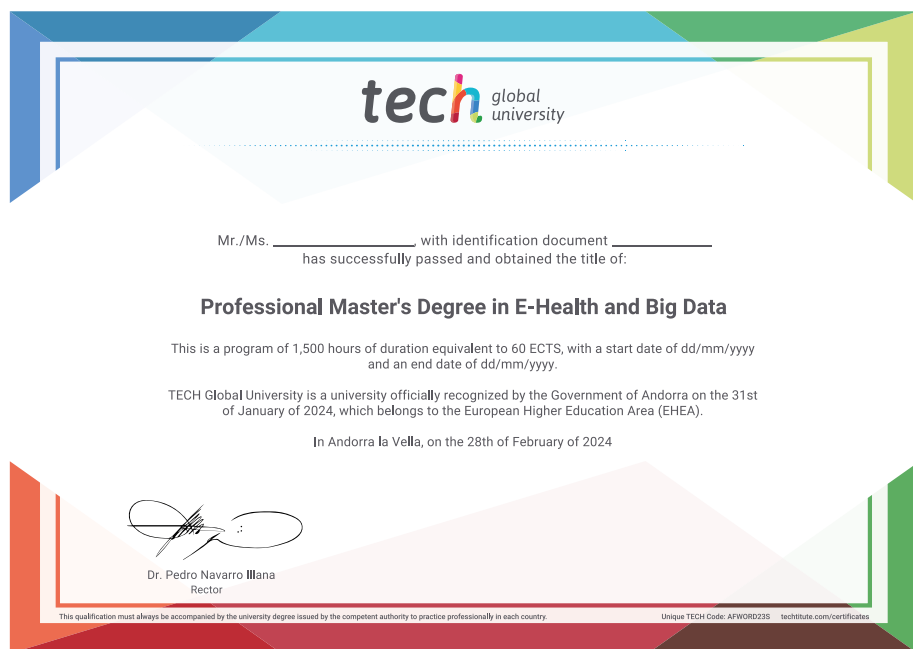 tech global university
Mr./Ms. ______________, with identification document __________
has successfully passed and obtained the title of:
Professional Master's Degree in E-Health and Big Data
This is a program of 1,500 hours of duration equivalent to 60 ECTS, with a start date of dd/mm/yyyy
and an end date of dd/mm/yyyy.
TECH Global University is a university officially recognized by the Government of Andorra on the 31st
of January of 2024, which belongs to the European Higher Education Area (EHEA).
In Andorra la Vella, on the 28th of February of 2024
Dr. Pedro Navarro Illana
Rector
This qualification must always be accompanied by the university degree issued by the competent authority to practice professionally in each country. Unique TECH Code: AFWORD23S techtitute.com/certificates